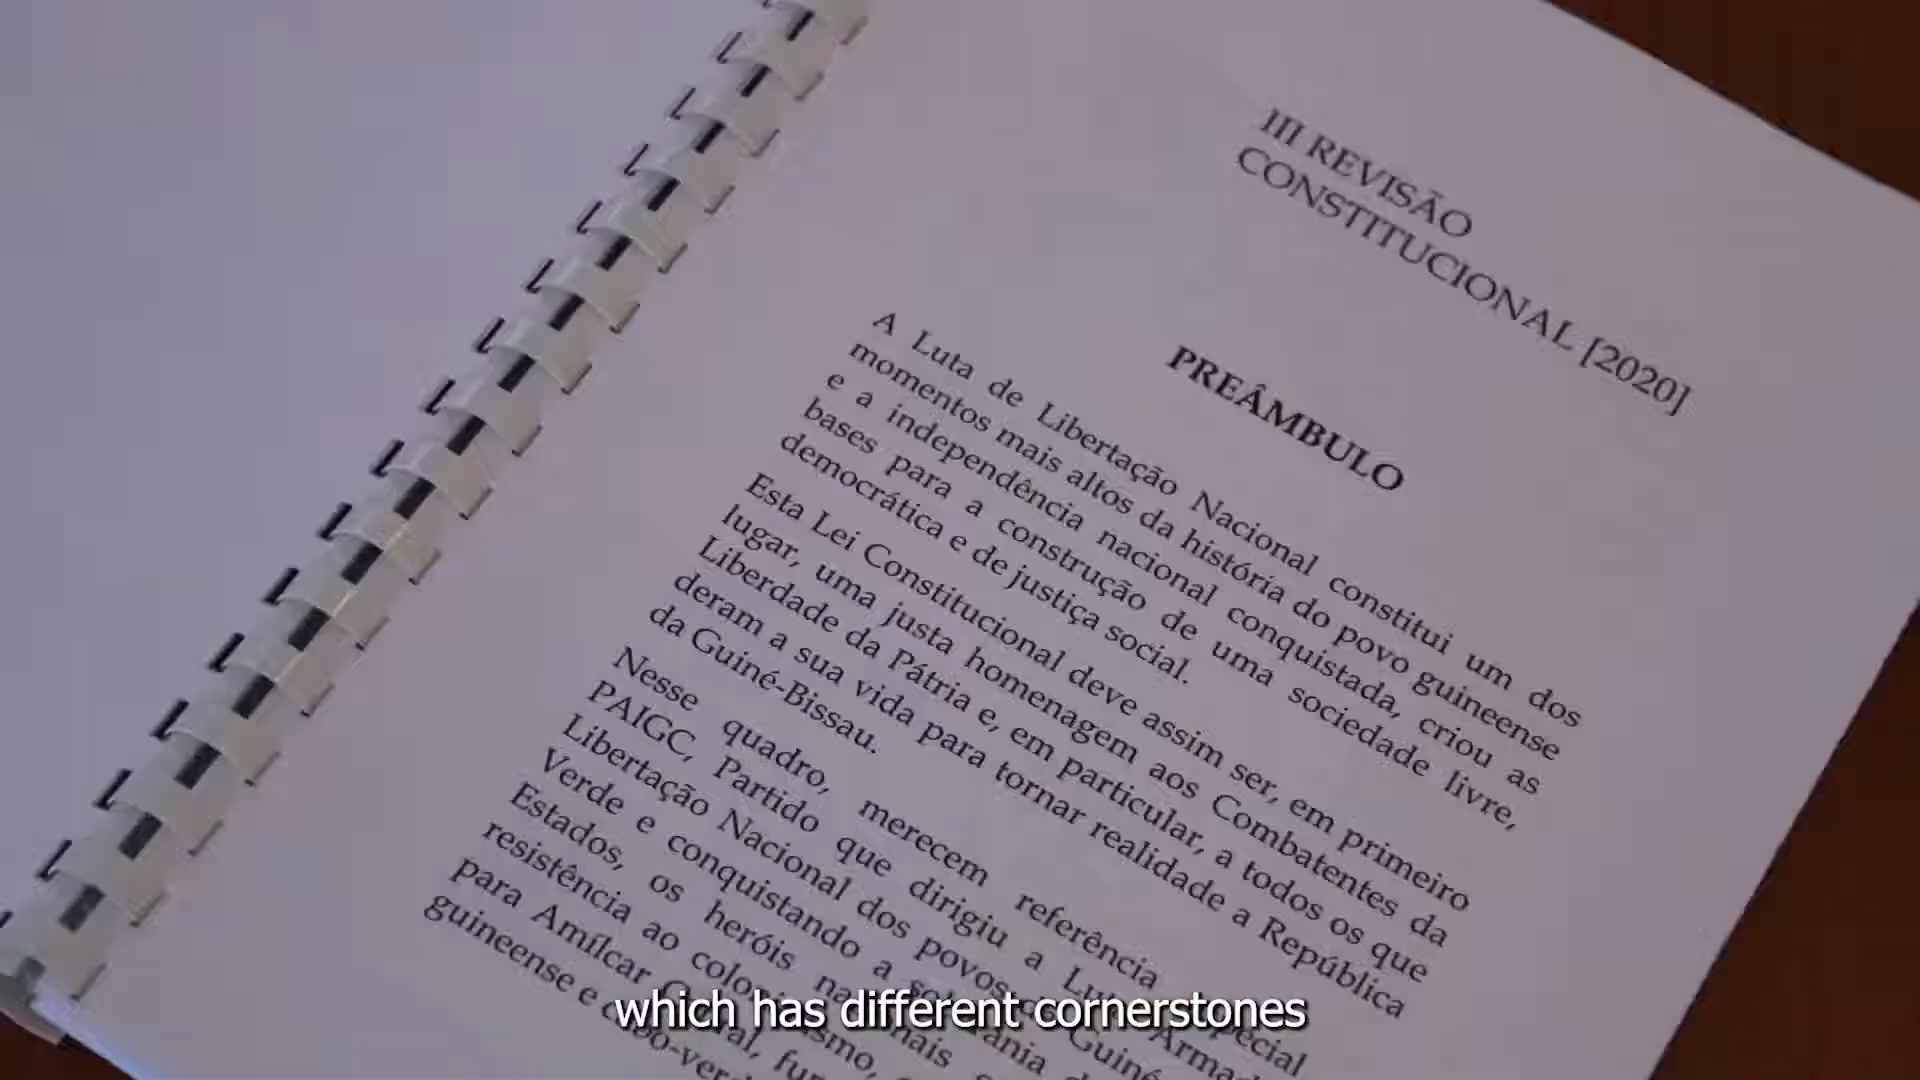 III REVISÃO
CONSTITUCIONAL [2020]
PREÂMBULO
A Luta de Libertação Nacional constitui um dos
momentos mais altos da história do povo guineense
e a independência nacional conquistada, criou as
bases para a construção de uma sociedade livre,
democrática e de justiça social.
Esta Lei Constitucional deve assim ser, em primeiro
lugar, uma justa homenagem aos Combatentes da
Liberdade da Pátria e, em particular, a todos os que
deram a sua vida para tornar realidade a República
da Guiné-Bissau.
Nesse quadro, merecem referência especial
PAIGC, Partido que dirigiu a Luta Armada
Libertação Nacional dos povos
Verde e conquistando a
Estados, os heróis
resistência ao
para Amílcar
guineense e
which has different cornerstones